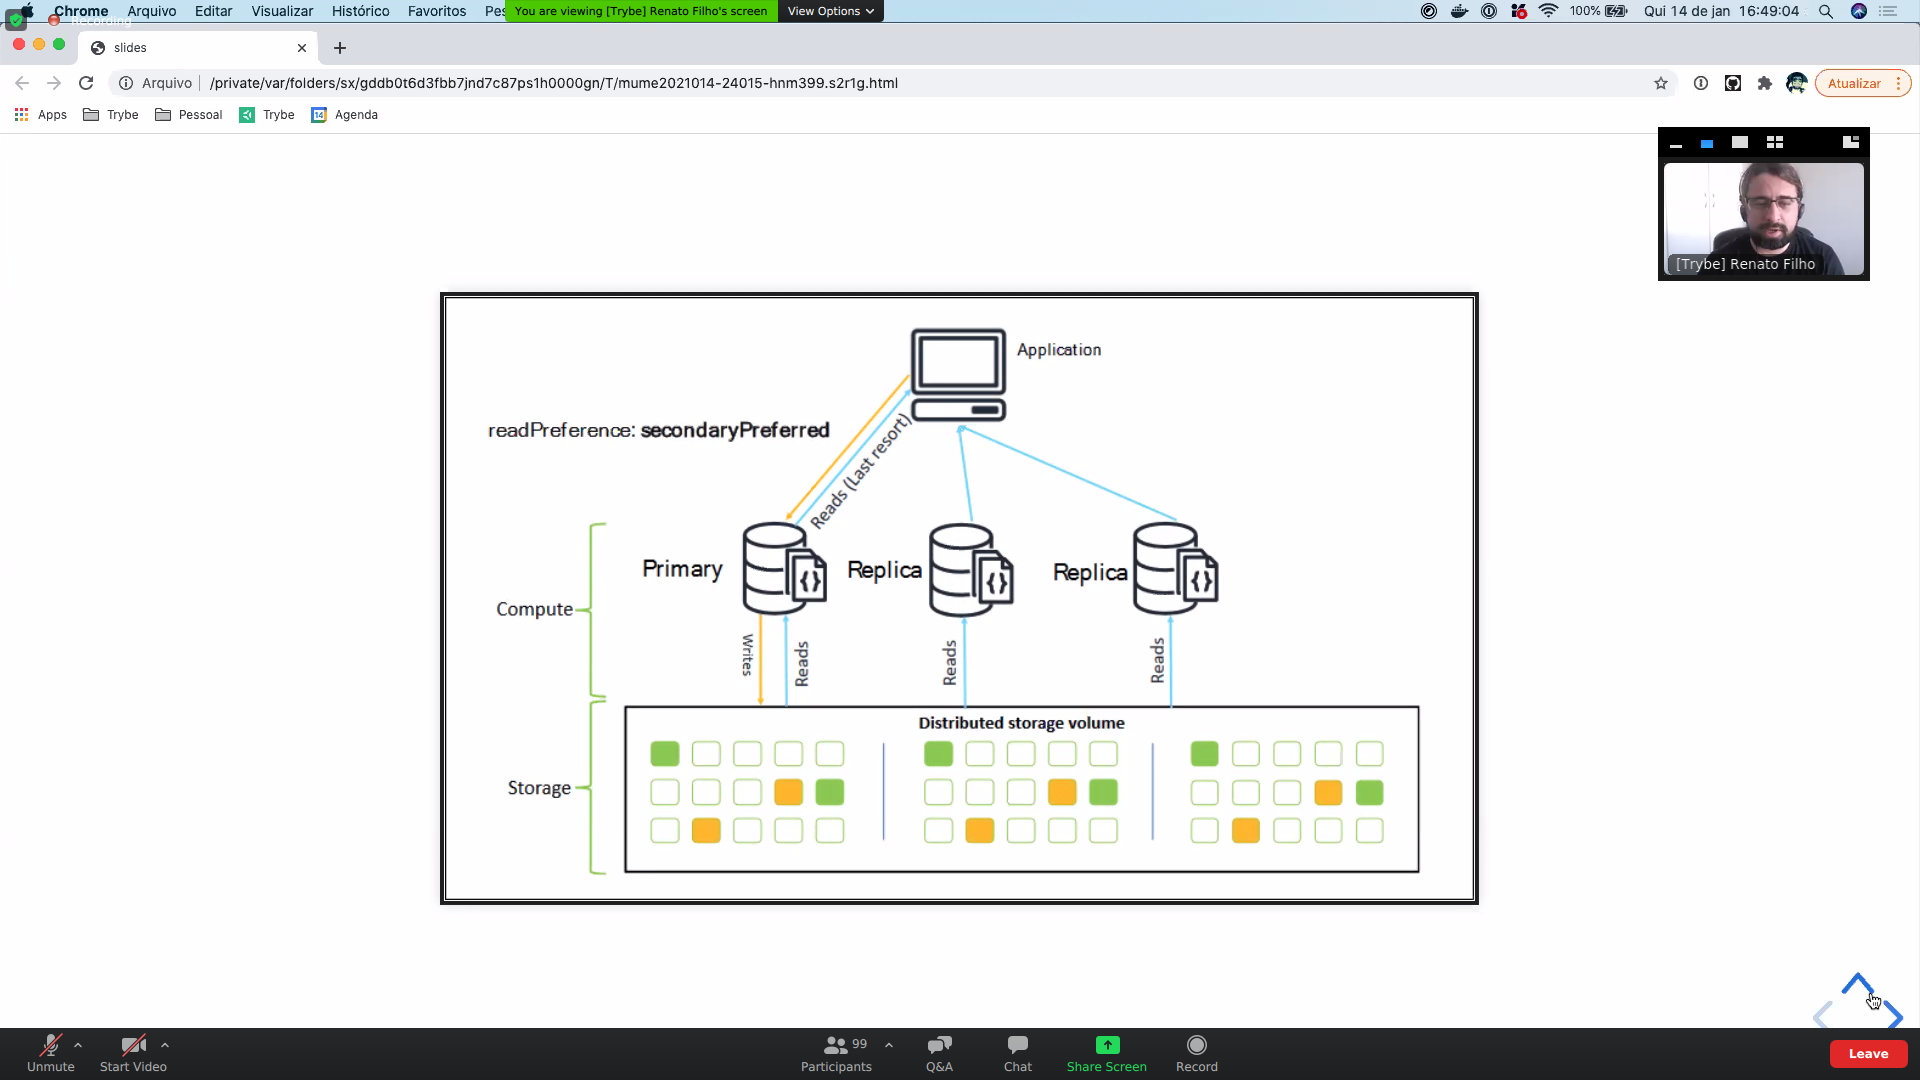 Chrome Arquivo Editar Visualizar Histórico Favoritos Pes
You are viewing [Trybe] Renato Filho's screen View Options
100% Qui 14 de jan 16:49:04
Recording
slides
Arquivo /private/var/folders/sx/gddb0t6d3fbb7jnd7c87ps1h0000gn/T/mume2021014-24015-hnm399.s2r1g.html
Atualizar
Apps Trybe Pessoal Trybe 14 Agenda
[Trybe] Renato Filho
Application
readPreference: secondaryPreferred
Reads (Last resort)
Primary
Replica
Replica
Compute
Writes
Reads
Reads
Reads
Distributed storage volume
Storage
Unmute
Start Video
99
Participants
Q&A
Chat
Share Screen
Record
Leave